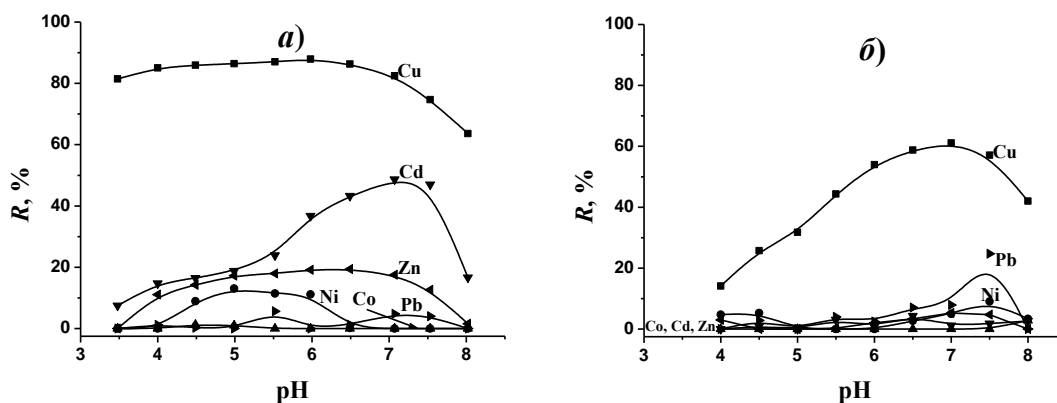 а)
100
80
60
40
20
0
R, %
Cu
Cd
Zn
Ni
Co
Pb
3 4 5 6 7 8
pH
б)
100
80
60
40
20
0
R, %
Cu
Pb
Ni
Co, Cd, Zn
3 4 5 6 7 8
pH